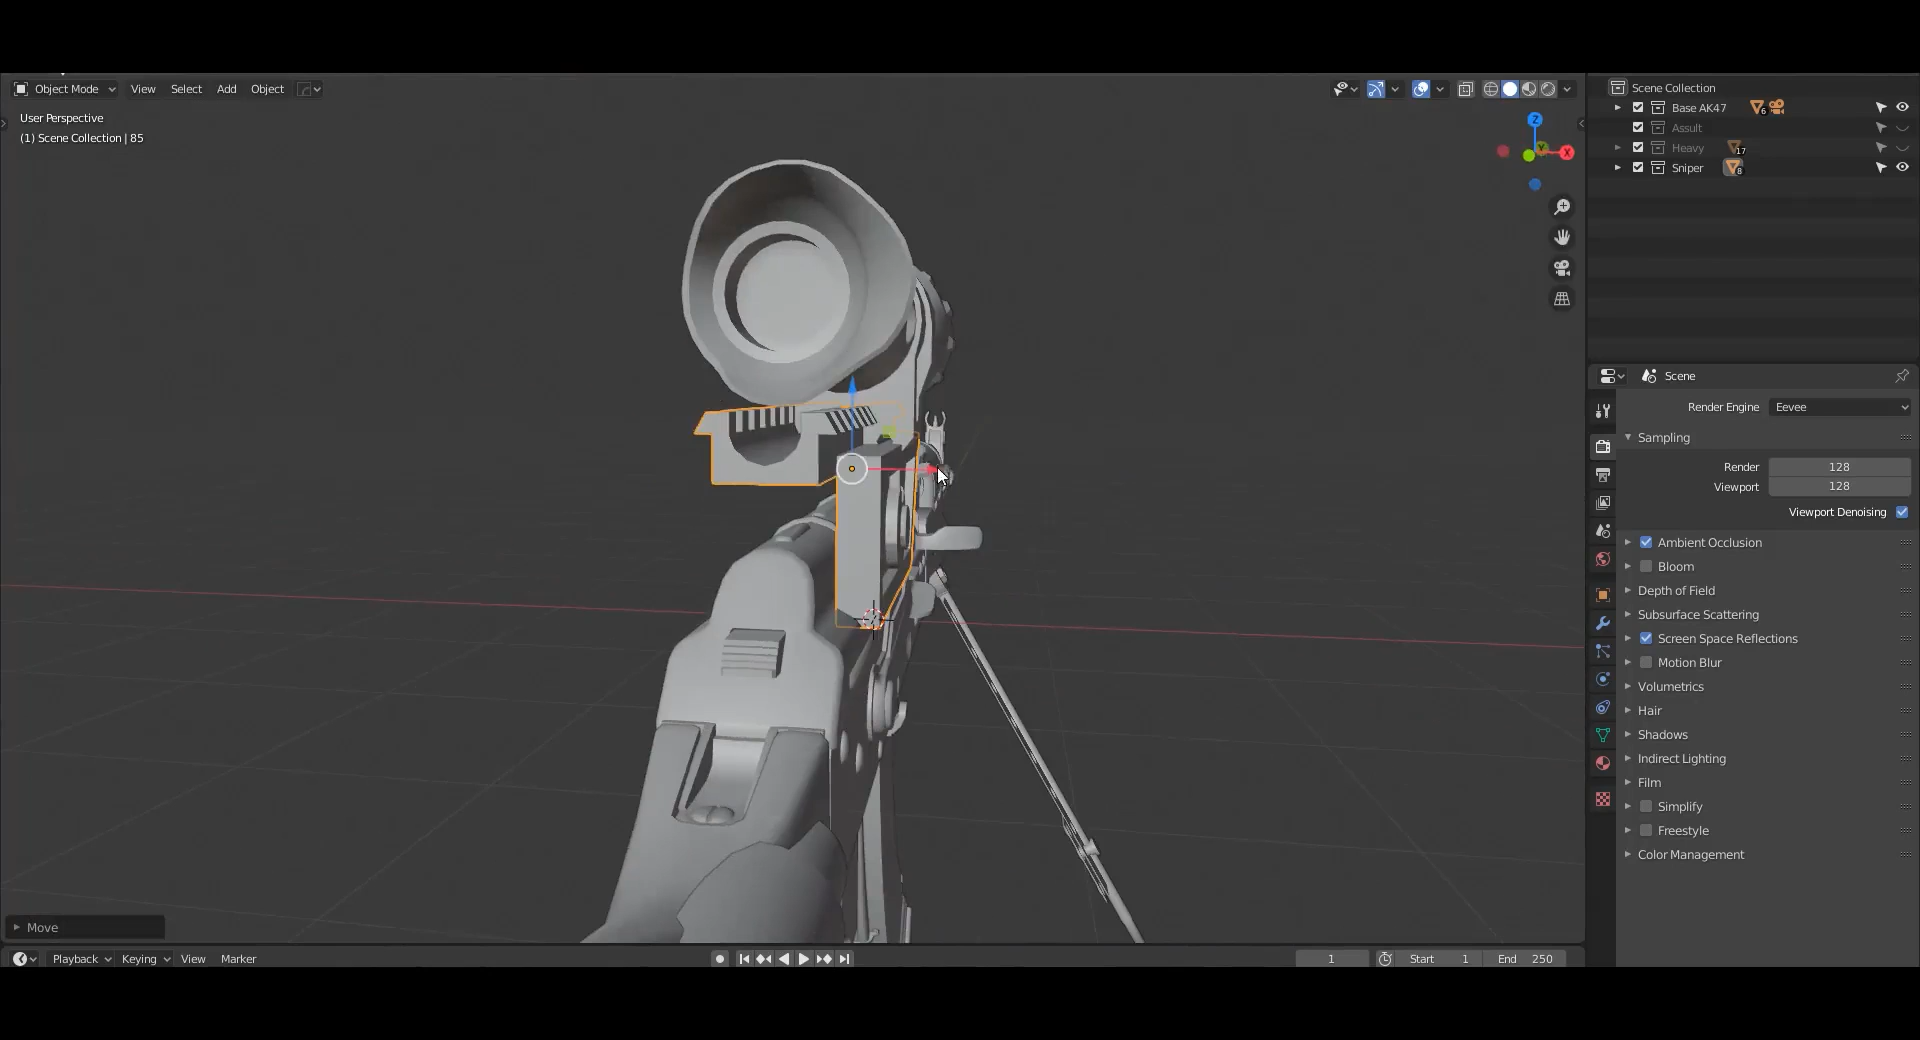 Object Mode View Select Add Object
User Perspective
(1) Scene Collection | 85
Z
Y
X
Move
Playback Keying View Marker
1 Start 1 End 250
Scene Collection
Base AK47 6
Assult
Heavy 17
Sniper 8
Scene
Render Engine Eevee
Sampling
Render 128
Viewport 128
Viewport Denoising
Ambient Occlusion
Bloom
Depth of Field
Subsurface Scattering
Screen Space Reflections
Motion Blur
Volumetrics
Hair
Shadows
Indirect Lighting
Film
Simplify
Freestyle
Color Management